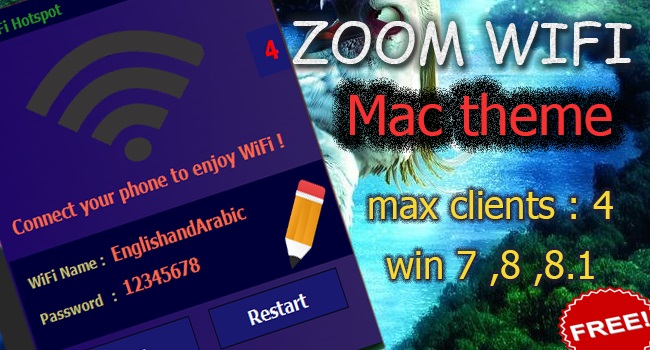 Fi Hotspot
4
Connect your phone to enjoy WiFi !
WiFi Name : EnglishandArabic
Password : 12345678
Restart
ZOOM WIFI
Mac theme
max clients : 4
win 7 ,8 ,8.1
FREE!